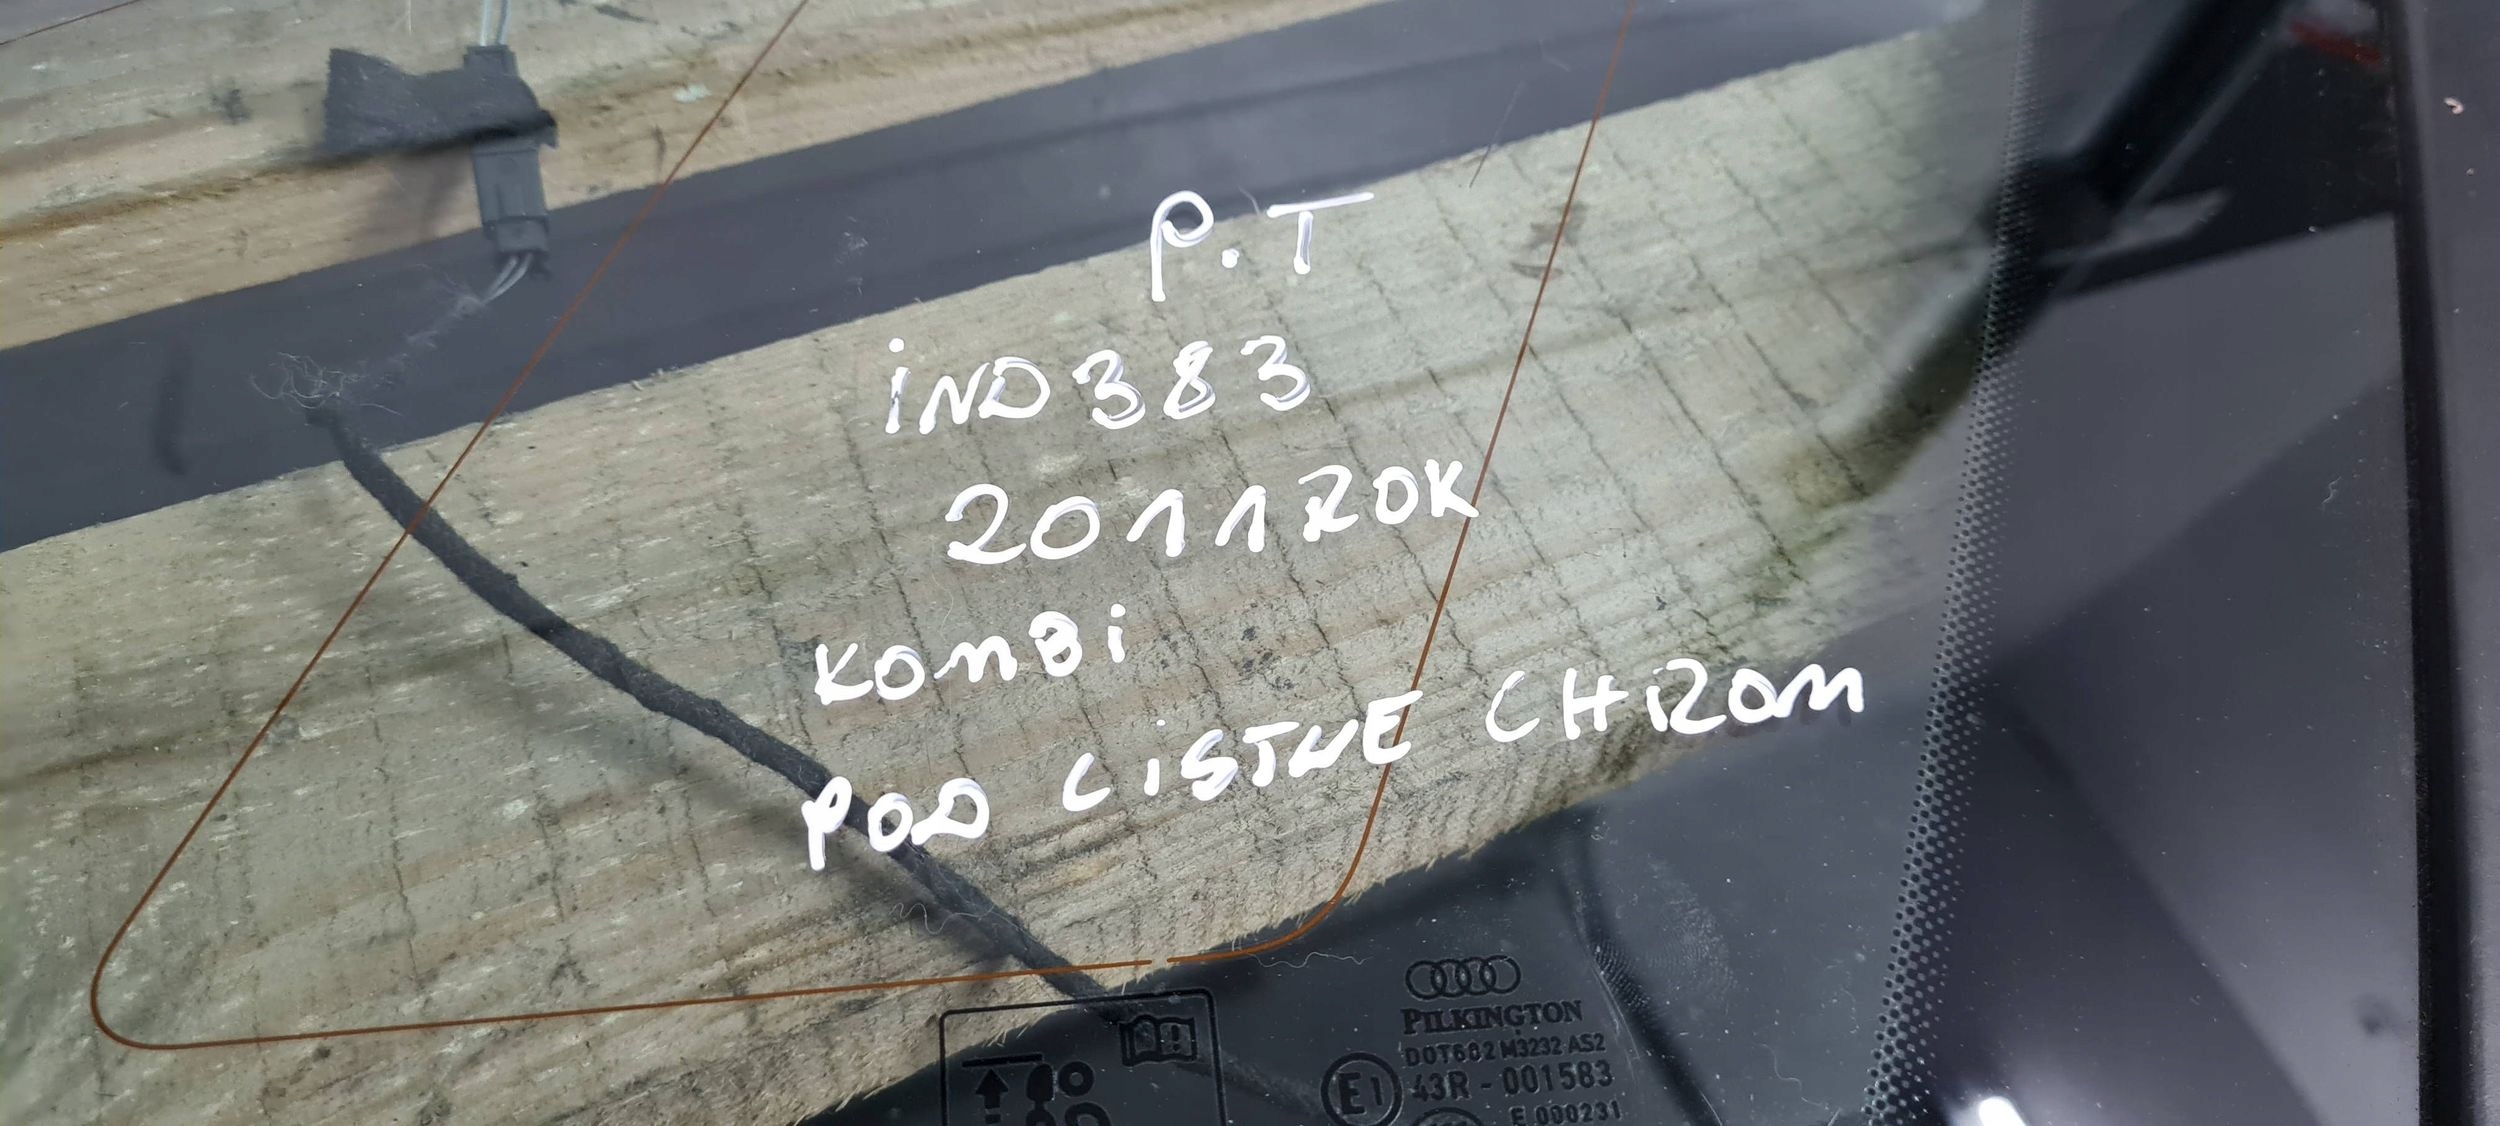 P.T
iND383
2011ROK
KOMBi
POD LiSTWE CHROM
PILKINGTON
DOT602 M3232 AS2
E1 43R - 001583
E 000231